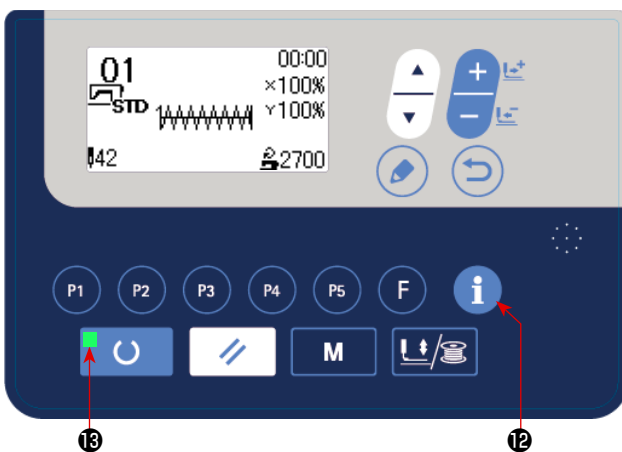 01
00:00
×100%
STD
Y100%
42
2700
+
−
P1 P2 P3 P4 P5 F i
M
/
⓭ ⓬